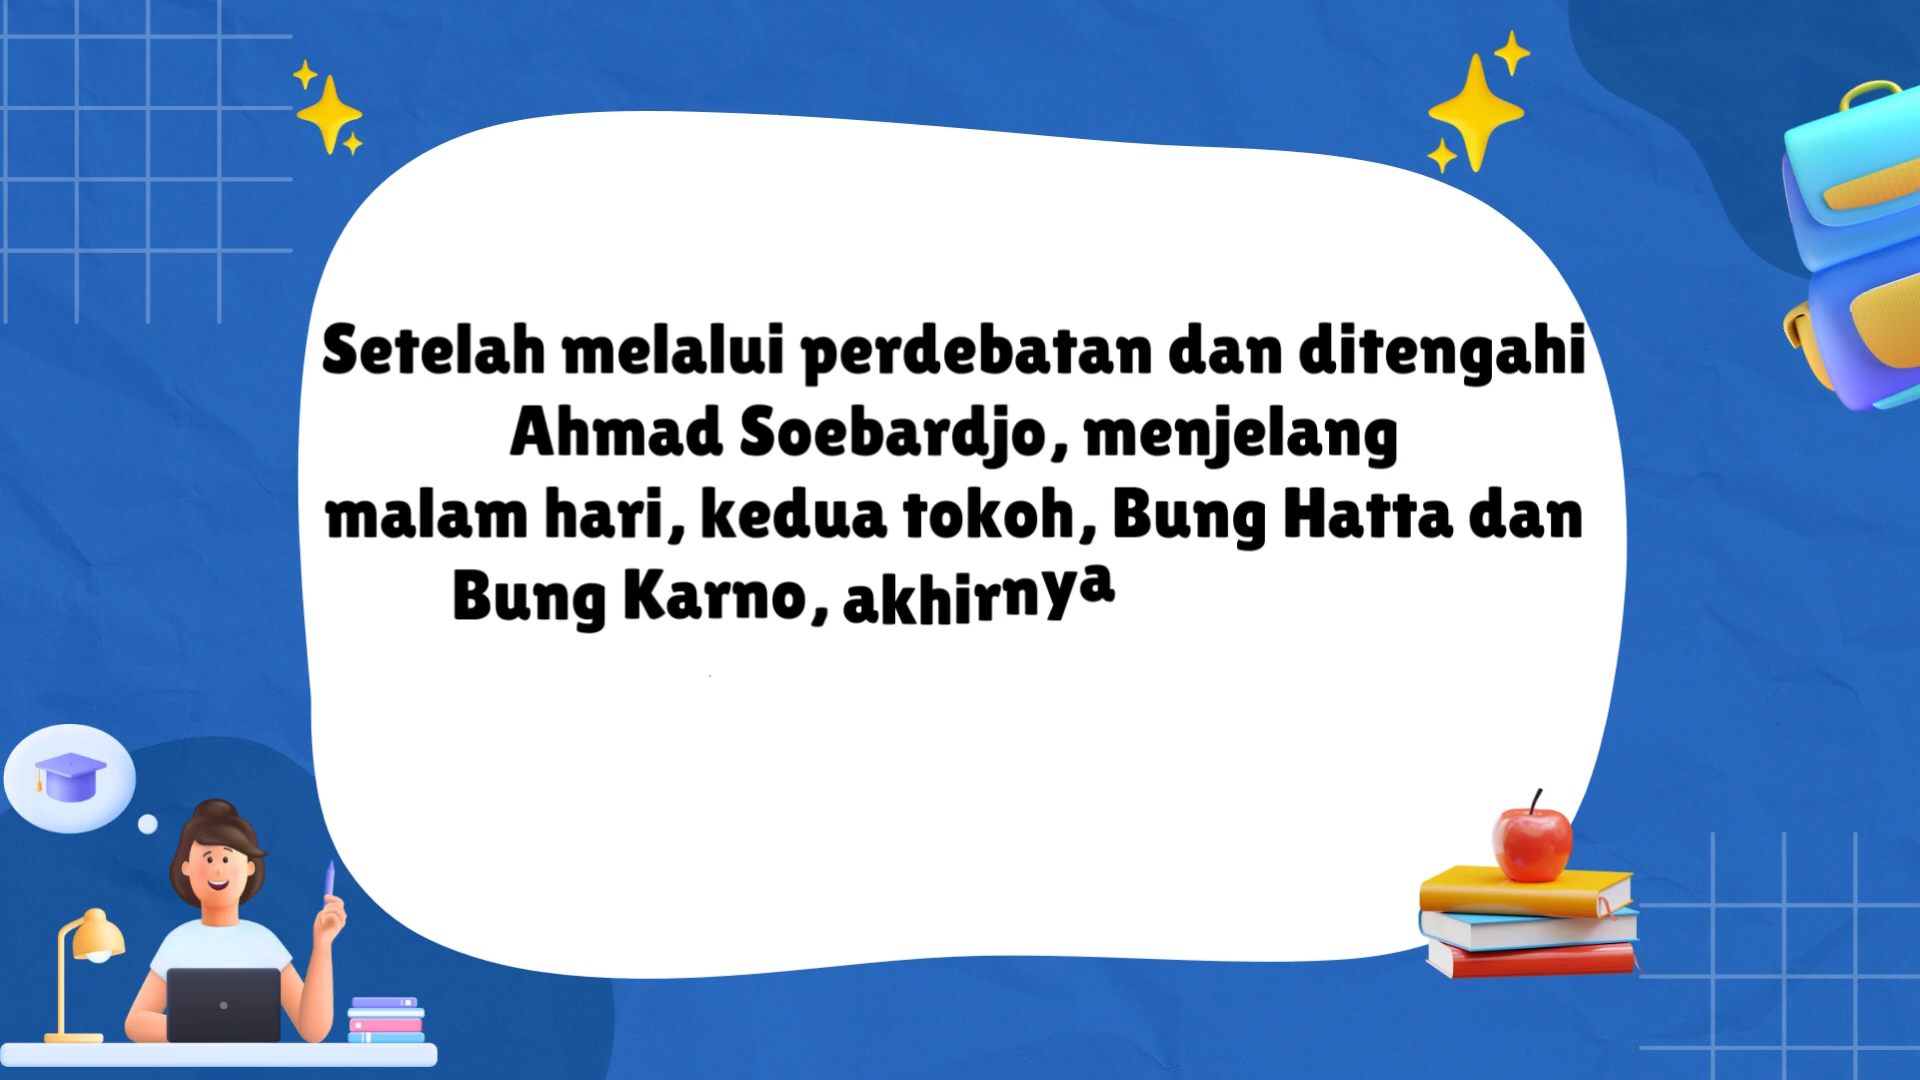 Setelah melalui perdebatan dan ditengahi
Ahmad Soebardjo, menjelang
malam hari, kedua tokoh, Bung Hatta dan
Bung Karno, akhirnya